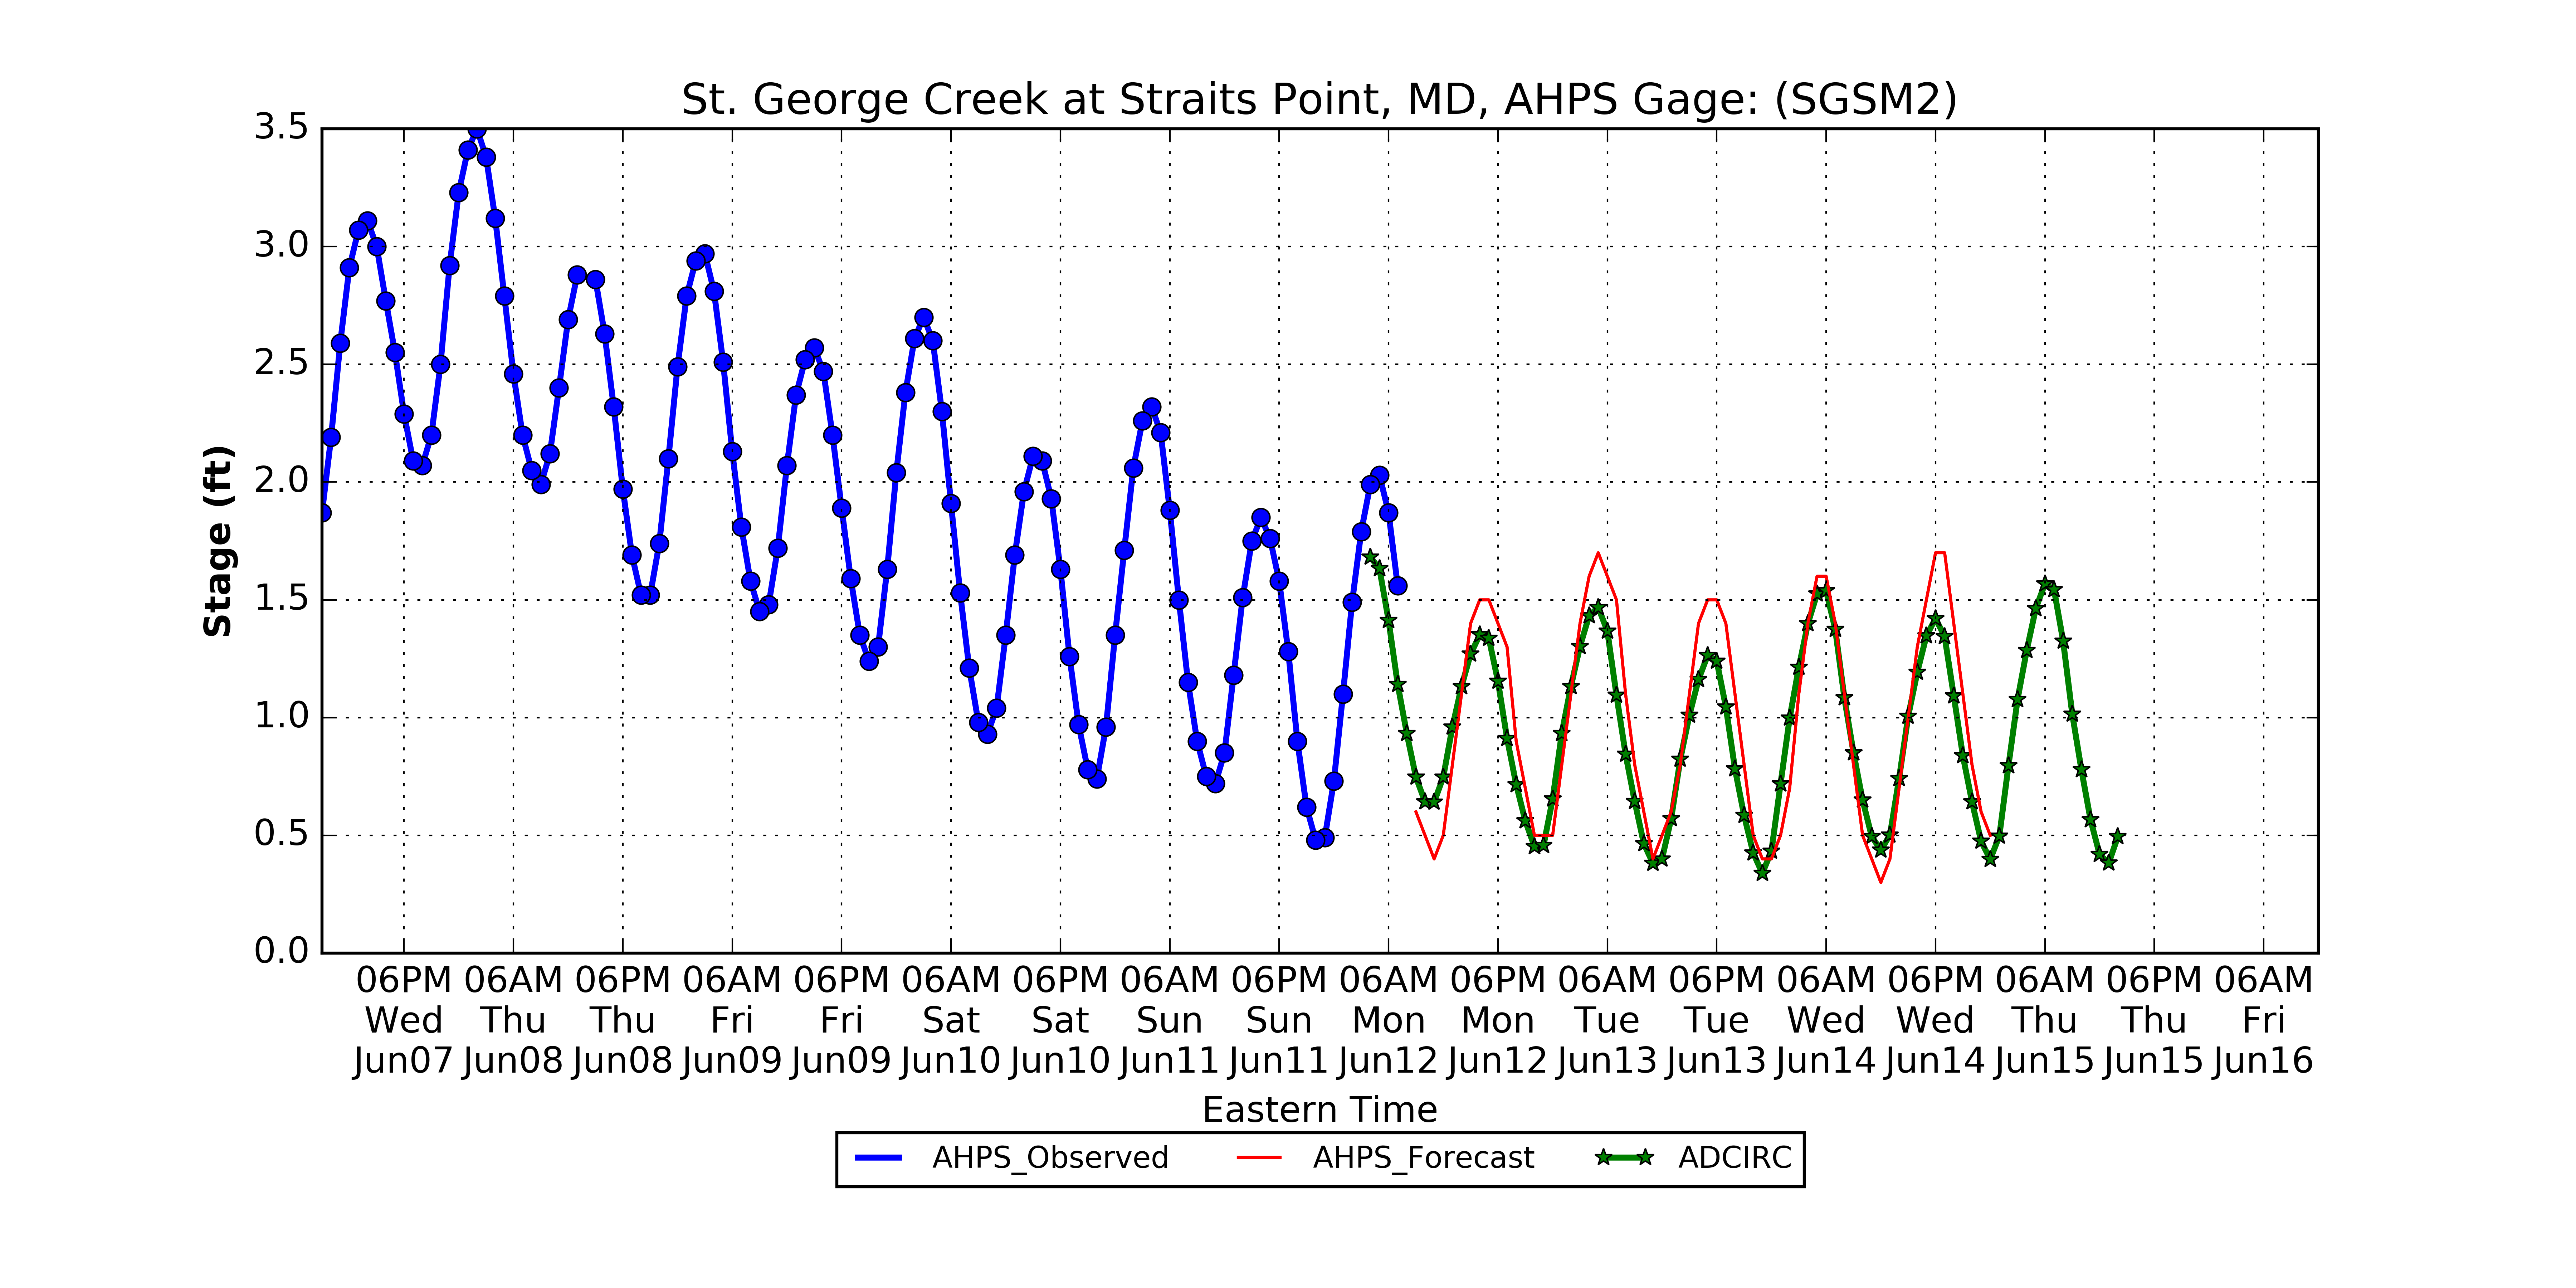 St. George Creek at Straits Point, MD, AHPS Gage: (SGSM2)
3.5
3.0
2.5
2.0
1.5
1.0
0.5
0.0
Stage (ft)
06PM 06AM 06PM 06AM 06PM 06AM 06PM 06AM 06PM 06AM 06PM 06AM 06PM 06AM 06PM 06AM 06PM 06AM
Wed Thu Thu Fri Fri Sat Sat Sun Sun Mon Mon Tue Tue Wed Wed Thu Thu Fri
Jun07 Jun08 Jun08 Jun09 Jun09 Jun10 Jun10 Jun11 Jun11 Jun12 Jun12 Jun13 Jun13 Jun14 Jun14 Jun15 Jun15 Jun16
Eastern Time
AHPS_Observed AHPS_Forecast ADCIRC